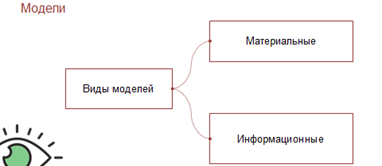 Модели
Материальные
Виды моделей
Информационные